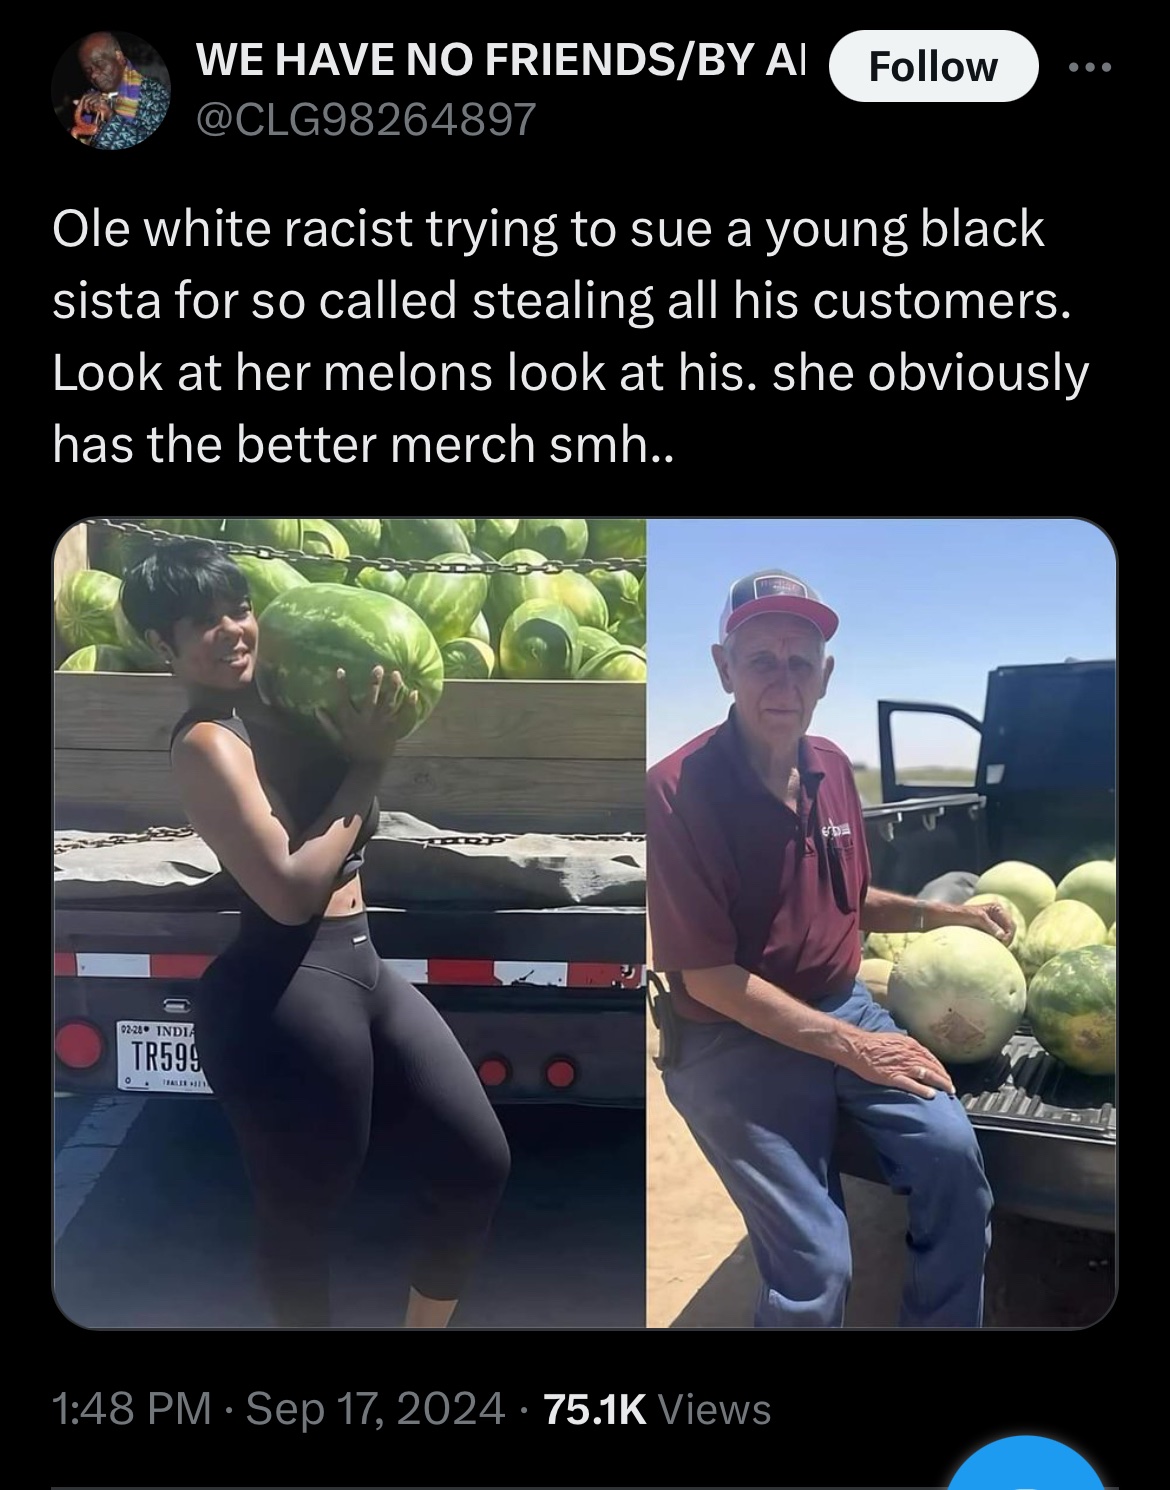 WE HAVE NO FRIENDS/BY
Follow
@CLG98264897
Ole white racist trying to sue a young black
sista for so called stealing all his customers.
Look at her melons look at his. she obviously
has the better merch smh..
02-28
INDIA
TR599
1:48 PM · Sep 17, 2024 · 75.1K Views